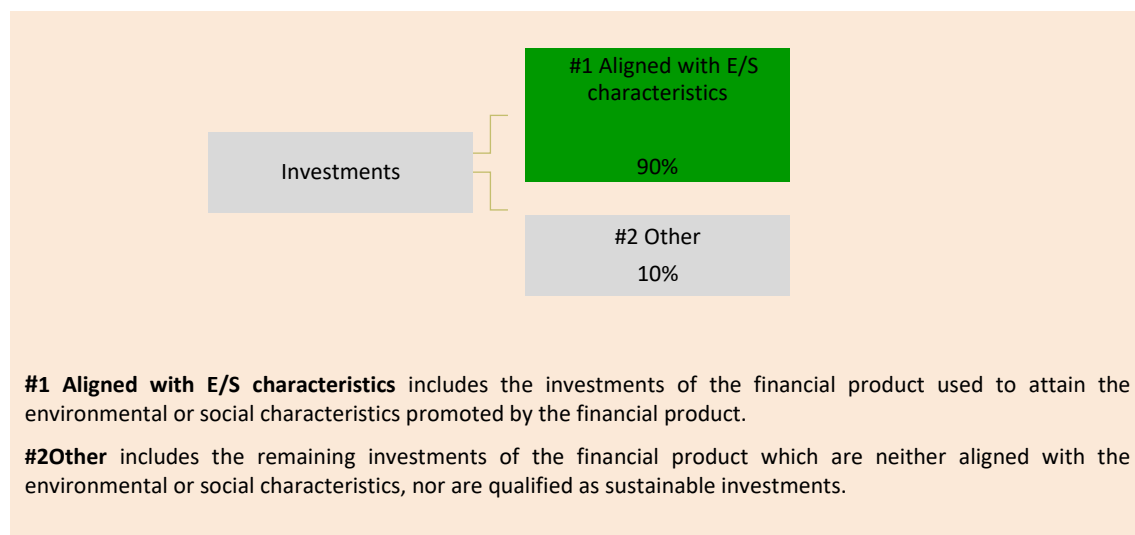 #1 Aligned with E/S
characteristics
90%
Investments
#2 Other
10%
#1 Aligned with E/S characteristics includes the investments of the financial product used to attain the
environmental or social characteristics promoted by the financial product.
#2Other includes the remaining investments of the financial product which are neither aligned with the
environmental or social characteristics, nor are qualified as sustainable investments.